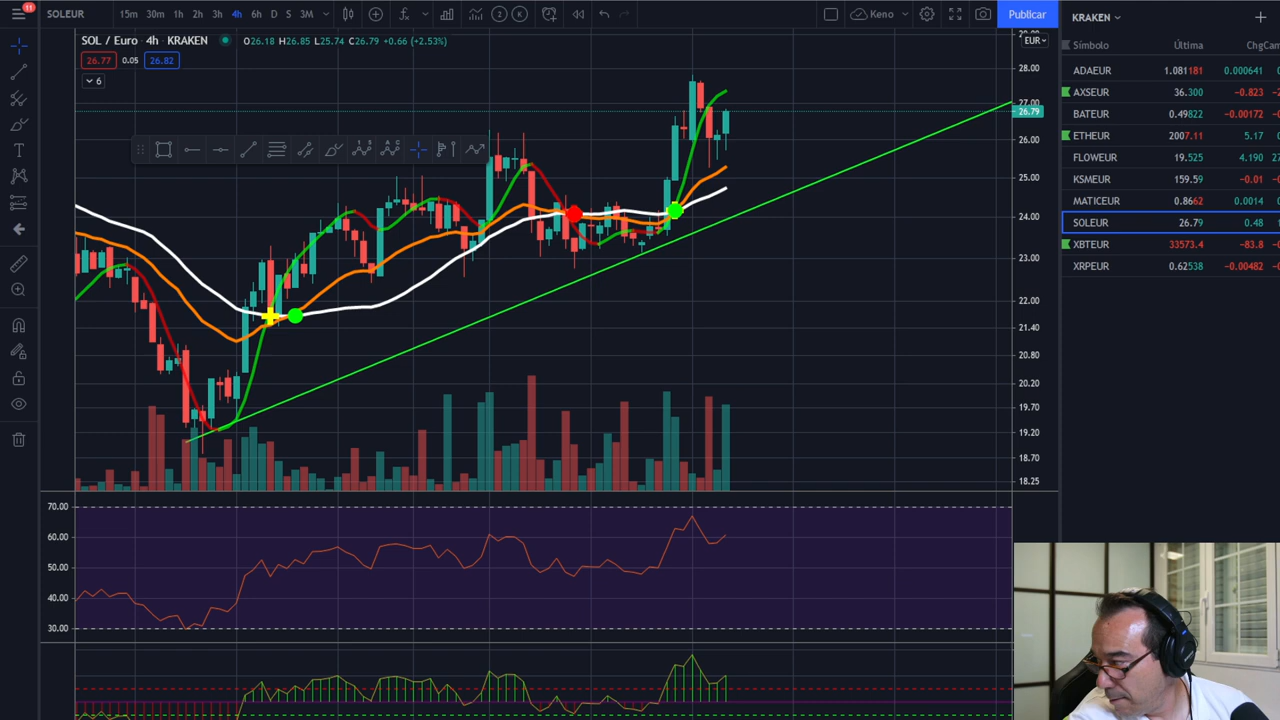 11
SOLEUR
15m 30m 1h 2h 3h 4h 6h D S 3M
2 K
Keno
Publicar
KRAKEN
SOL / Euro · 4h · KRAKEN
O26.18 H26.85 L25.74 C26.79 +0.66 (+2.53%)
EUR
26.77 0.05 26.82
6
Símbolo Última ChgCam
ADAEUR 1.081181 0.000641
AXSEUR 36.300 −0.823
BATEUR 0.49822 −0.00172
ETHEUR 2007.11 5.17
FLOWEUR 19.525 4.190
KSMEUR 159.59 −0.01
MATICEUR 0.8662 0.0014
SOLEUR 26.79 0.48
XBTEUR 33573.4 −83.8
XRPEUR 0.62538 −0.00482
28.00
27.00
26.79
26.00
25.00
24.00
23.00
22.00
21.40
20.80
20.20
19.70
19.20
18.70
18.25
70.00
60.00
50.00
40.00
30.00